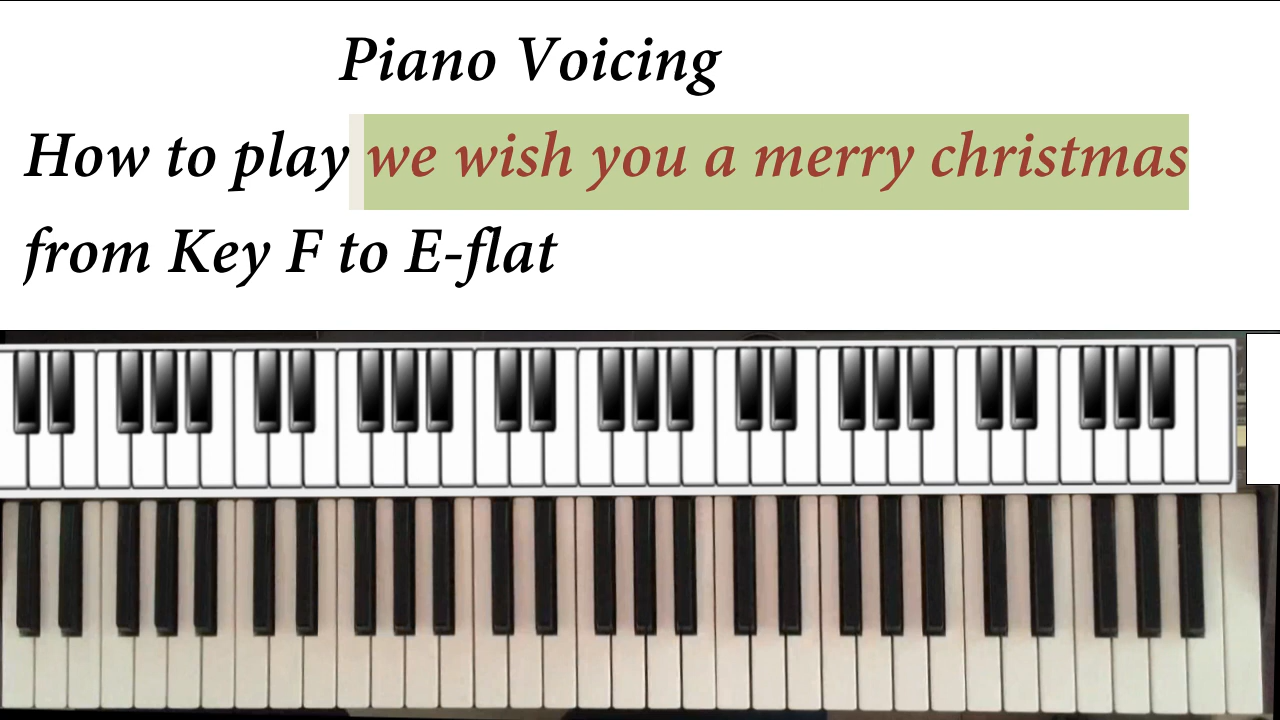 Piano Voicing
How to play we wish you a merry christmas
from Key F to E-flat